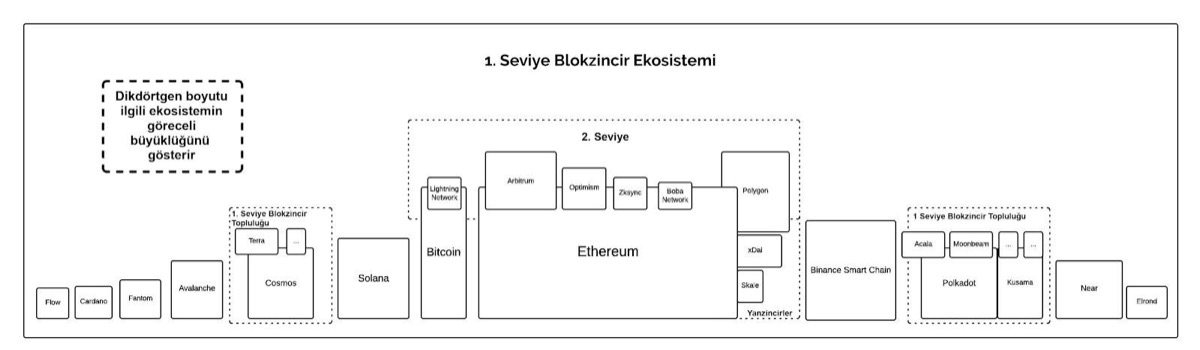 1. Seviye Blokzincir Ekosistemi
Dikdörtgen boyutu
ilgili ekosistemin
göreceli
büyüklüğünü
gösterir
2. Seviye
Flow
Cardano
Fantom
Avalanche
1. Seviye Blokzincir
Topluluğu
Terra
...
Cosmos
Solana
Lightning
Network
Bitcoin
Arbitrum
Optimism
Zksync
Boba
Network
Polygon
Ethereum
xDai
Skale
Yanzincirler
Binance Smart Chain
1 Seviye Blokzincir Topluluğu
Acala
Moonbeam
...
...
Polkadot
Kusama
Near
Elrond